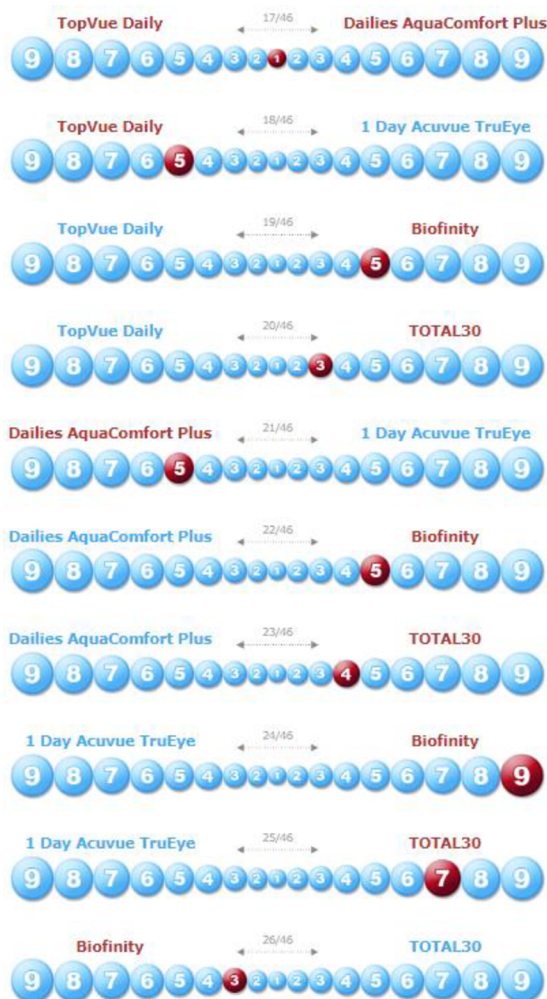 TopVue Daily 17/46 Dailies AquaComfort Plus
9 8 7 6 5 4 3 2 1 2 3 4 5 6 7 8 9
TopVue Daily 18/46 1 Day Acuvue TruEye
9 8 7 6 5 4 3 2 1 2 3 4 5 6 7 8 9
TopVue Daily 19/46 Biofinity
9 8 7 6 5 4 3 2 1 2 3 4 5 6 7 8 9
TopVue Daily 20/46 TOTAL30
9 8 7 6 5 4 3 2 1 2 3 4 5 6 7 8 9
Dailies AquaComfort Plus 21/46 1 Day Acuvue TruEye
9 8 7 6 5 4 3 2 1 2 3 4 5 6 7 8 9
Dailies AquaComfort Plus 22/46 Biofinity
9 8 7 6 5 4 3 2 1 2 3 4 5 6 7 8 9
Dailies AquaComfort Plus 23/46 TOTAL30
9 8 7 6 5 4 3 2 1 2 3 4 5 6 7 8 9
1 Day Acuvue TruEye 24/46 Biofinity
9 8 7 6 5 4 3 2 1 2 3 4 5 6 7 8 9
1 Day Acuvue TruEye 25/46 TOTAL30
9 8 7 6 5 4 3 2 1 2 3 4 5 6 7 8 9
Biofinity 26/46 TOTAL30
9 8 7 6 5 4 3 2 1 2 3 4 5 6 7 8 9